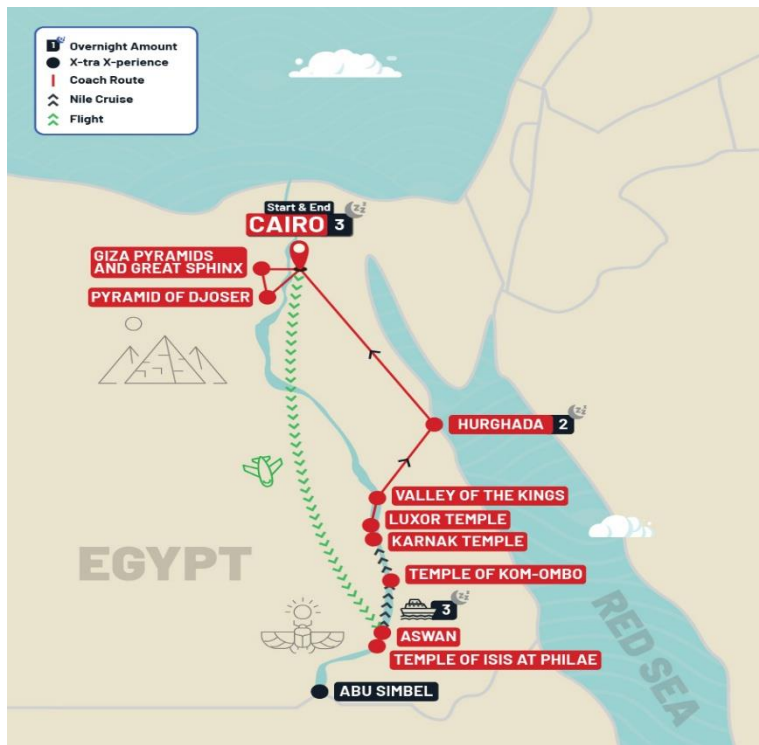 1
Overnight Amount
X-tra X-perience
Coach Route
Nile Cruise
Flight
Start & End
CAIRO 3
GIZA PYRAMIDS
AND GREAT SPHINX
PYRAMID OF DJOSER
HURGHADA 2
VALLEY OF THE KINGS
LUXOR TEMPLE
KARNAK TEMPLE
EGYPT
TEMPLE OF KOM-OMBO
3
ASWAN
TEMPLE OF ISIS AT PHILAE
ABU SIMBEL
RED SEA